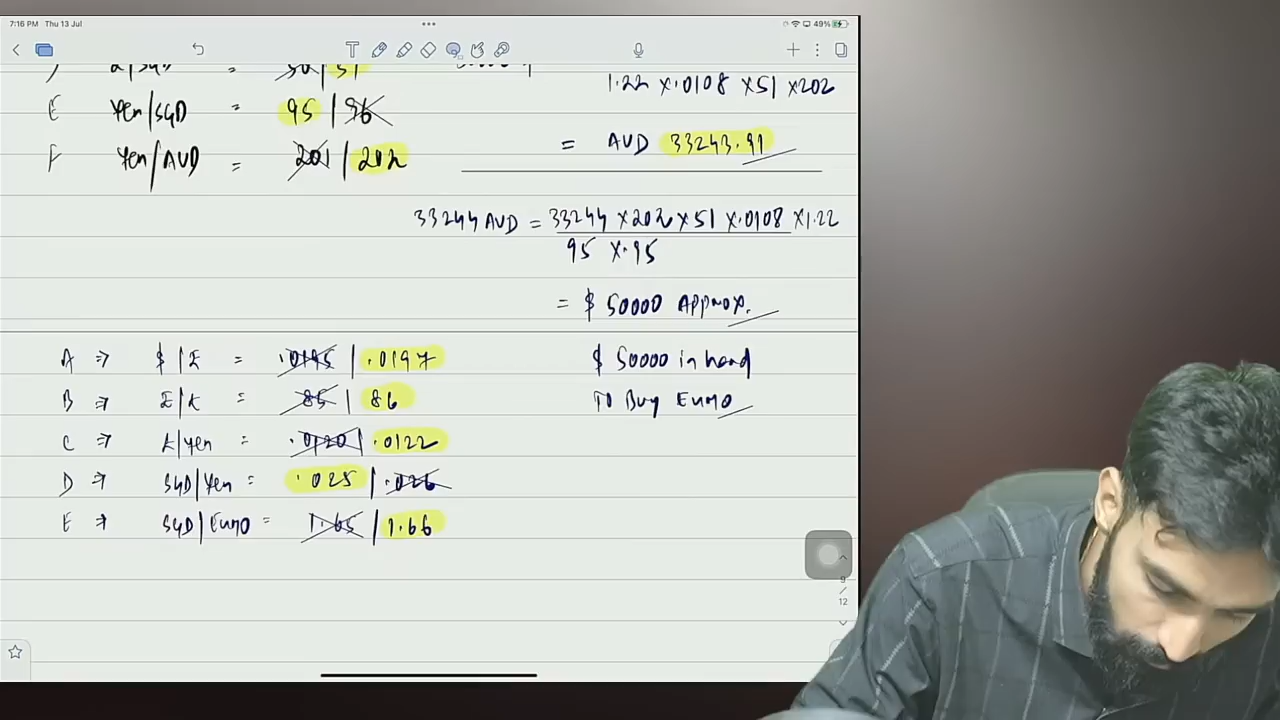 7:16 PM Thu 13 Jul
49%
1.22 x .0108 x 51 x 202
E Yen/SGD = 95 | 96
F Yen/AUD = 201 | 202
= AUD 33243.91
33244 AUD = 33244 x 202 x 51 x .0108 x 1.22
95 x .95
= $ 50000 Approx.
A ⇒ $ | £ = .0195 | .0197
B ⇒ £/K = 85 | 86
C ⇒ K/Yen = .0120 | .0122
D ⇒ SGD/Yen = .025 | .026
E ⇒ SGD/Euro = 1.65 | 1.66
$ 50000 in hand
To Buy Euro
9
/
12